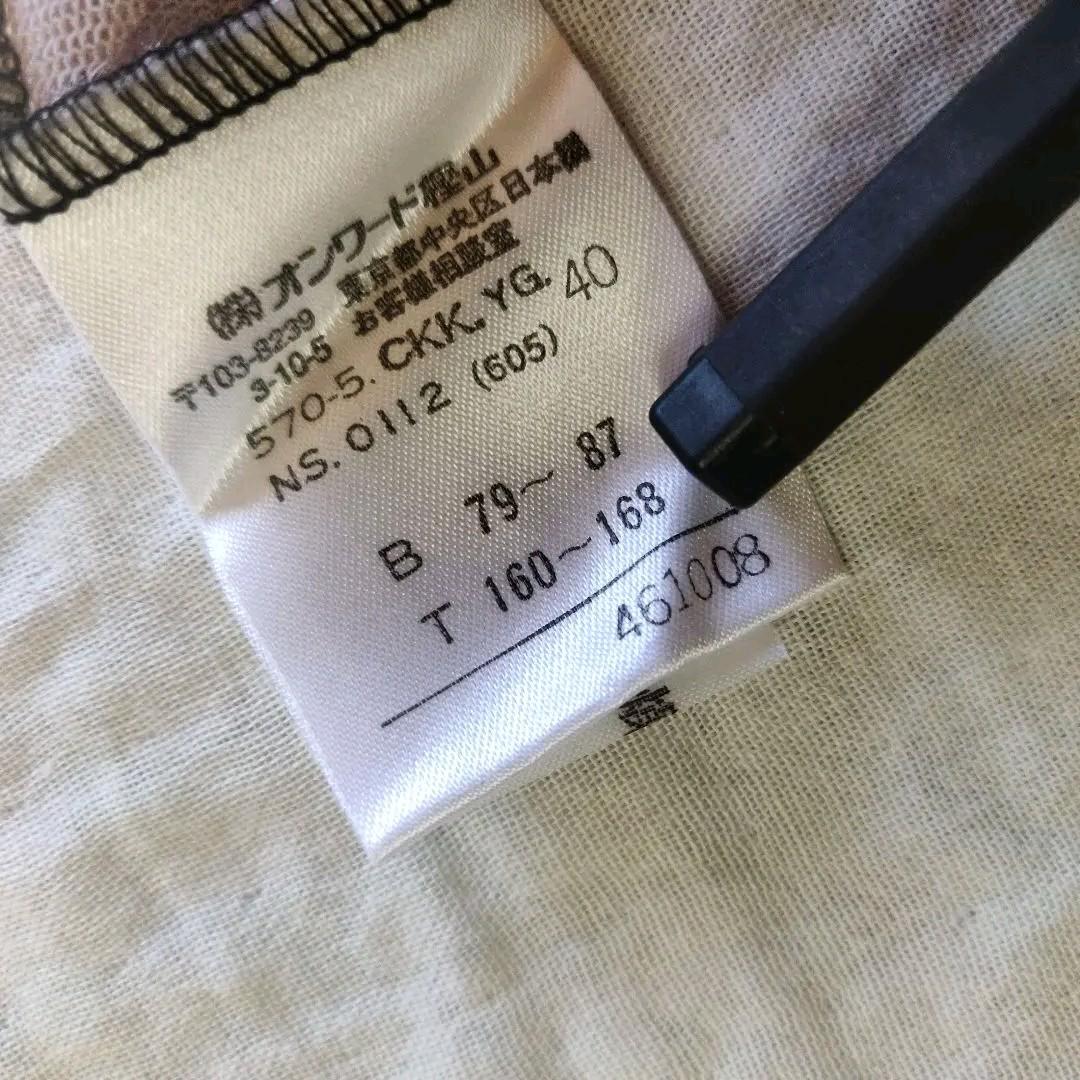 ㈱オンワード樫山
〒103-8239 東京都中央区日本橋
3-10-5 お客様相談室
570-5. CKK. YG. 40
NS. 0112 (605)
B 79～ 87
T 160～168
461008